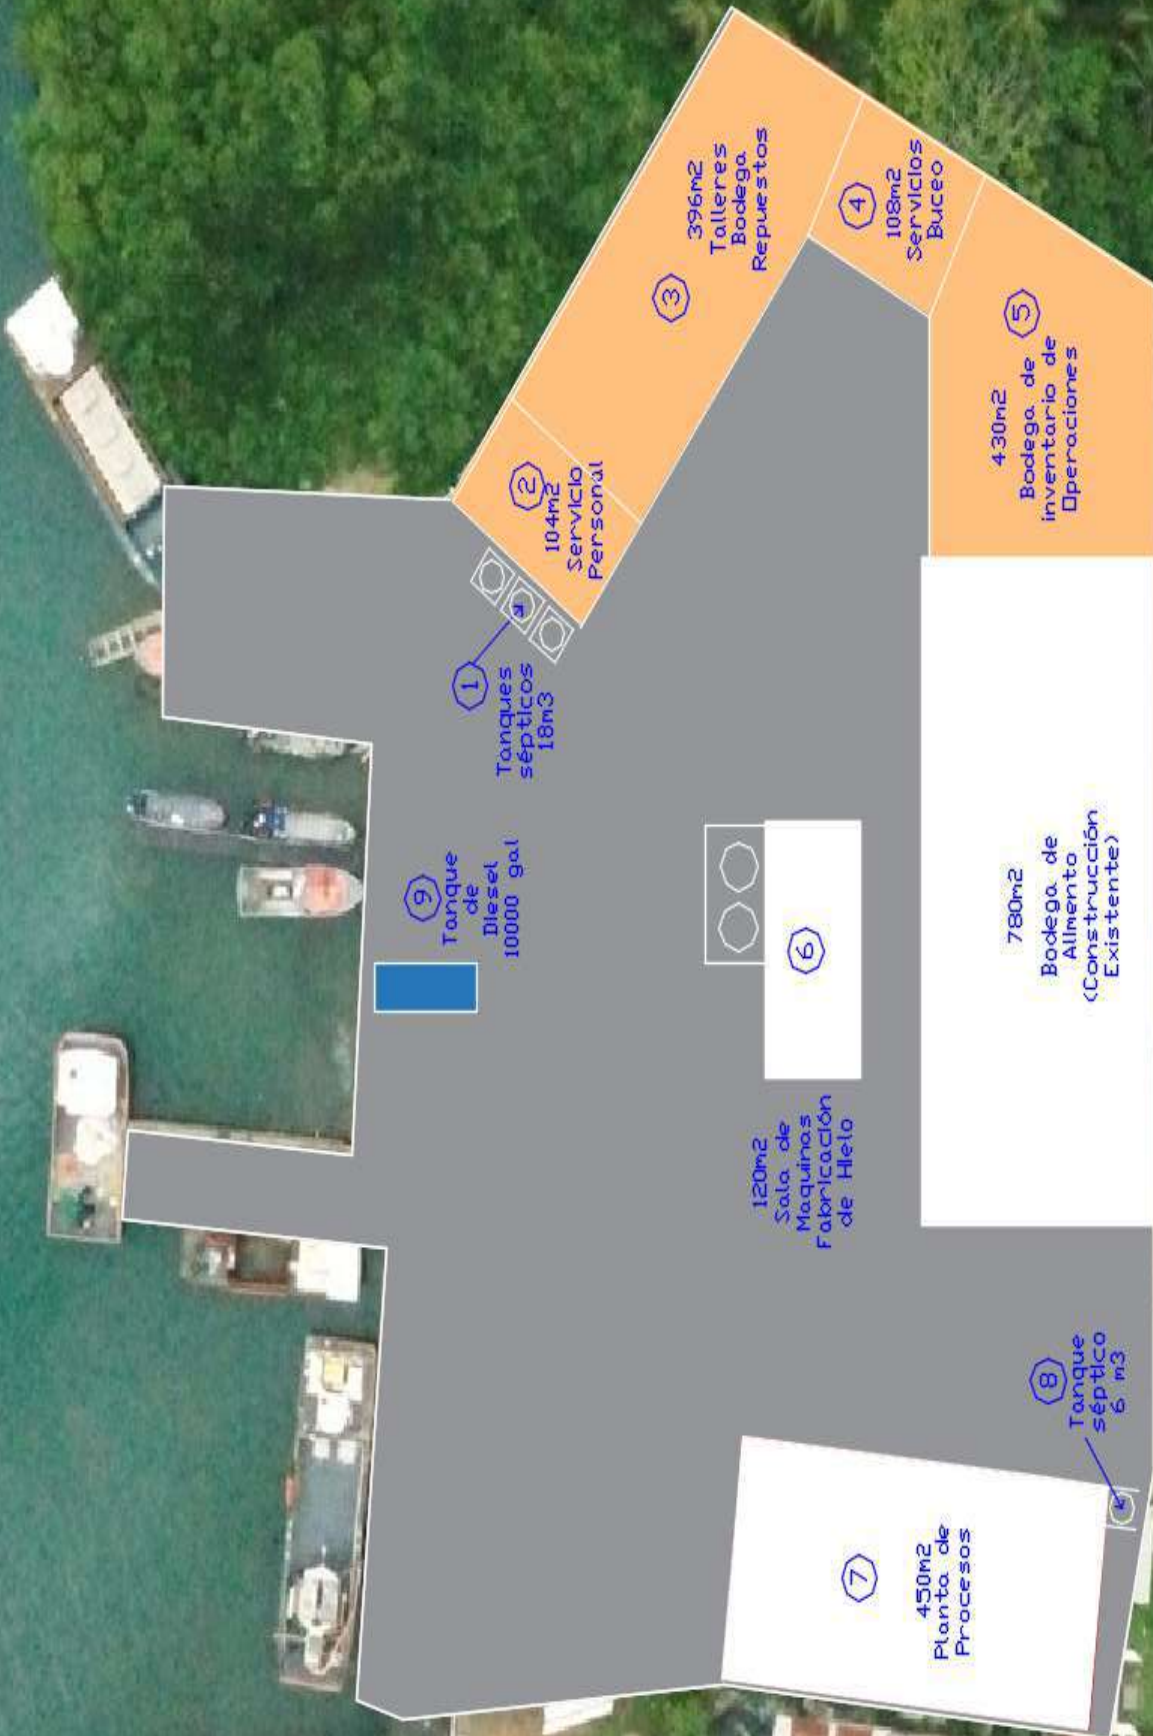 1
Tanques
sépticos
18m3
2
104m2
Servicio
Personal
3
396m2
Talleres
Bodega
Repuestos
4
108m2
Servicios
Buceo
5
430m2
Bodega de
inventario de
Operaciones
6
120m2
Sala de
Maquinas
Fabricación
de Hielo
780m2
Bodega de
Alimento
(Construcción
Existente)
7
450m2
Planta de
Procesos
8
Tanque
séptico
6 m3
9
Tanque
de
Diesel
10000 gal